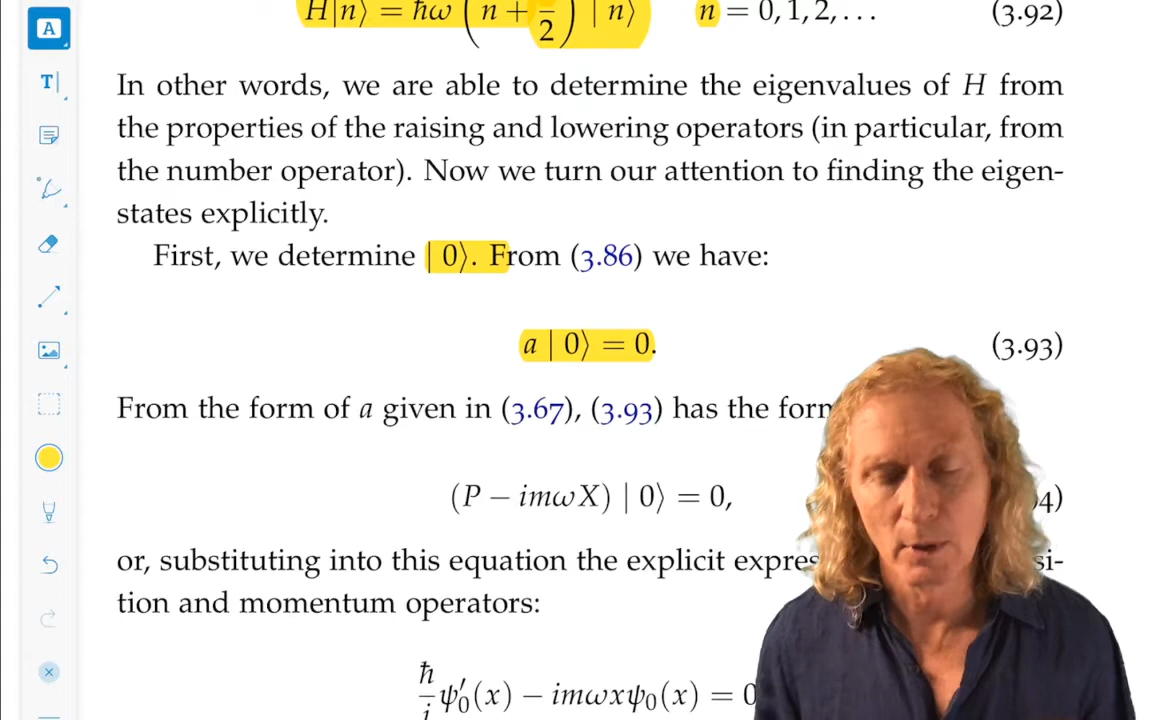 H|n⟩ = ħω (n + 1/2) | n⟩ n = 0, 1, 2, . . . (3.92)
In other words, we are able to determine the eigenvalues of H from
the properties of the raising and lowering operators (in particular, from
the number operator). Now we turn our attention to finding the eigen-
states explicitly.
First, we determine | 0⟩. From (3.86) we have:
a | 0⟩ = 0. (3.93)
From the form of a given in (3.67), (3.93) has the form
(P − imωX) | 0⟩ = 0, 4)
or, substituting into this equation the explicit expres si-
tion and momentum operators:
ħ/i ψ′₀(x) − imωxψ₀(x) = 0
A
T